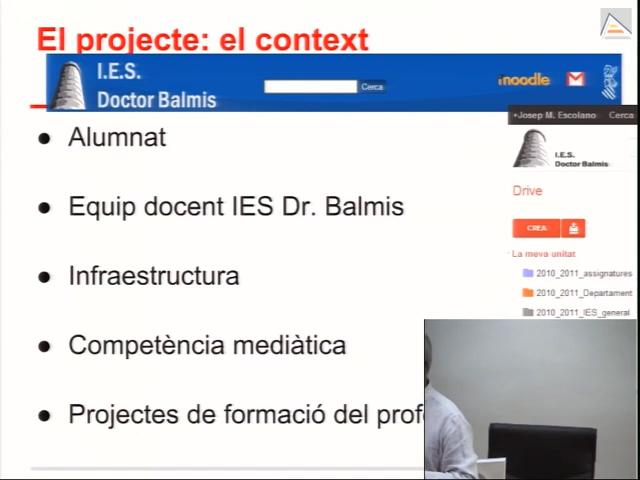 El projecte: el context
I.E.S.
Doctor Balmis
Cerca
moodle
+Josep M. Escolano Cerca
I.E.S.
Doctor Balmis
Drive
CREA
La meva unitat
2010_2011_assignatures
2010_2011_Departament
2010_2011_IES_general
● Alumnat
● Equip docent IES Dr. Balmis
● Infraestructura
● Competència mediàtica
● Projectes de formació del prof